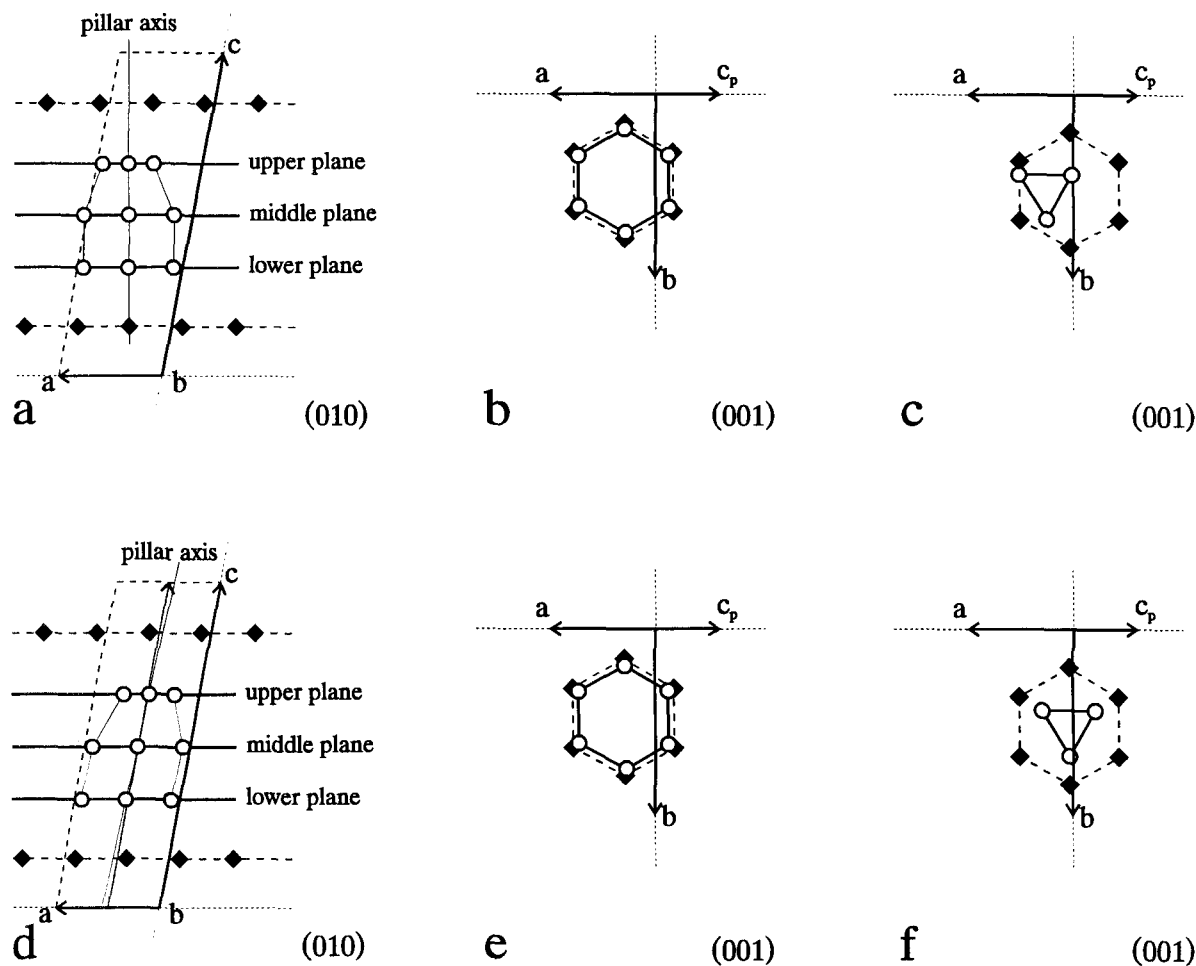 pillar axis
c
upper plane
middle plane
lower plane
a
b
a
(010)
a
c_p
b
b
(001)
a
c_p
b
c
(001)
pillar axis
c
upper plane
middle plane
lower plane
a
b
d
(010)
a
c_p
b
e
(001)
a
c_p
b
f
(001)